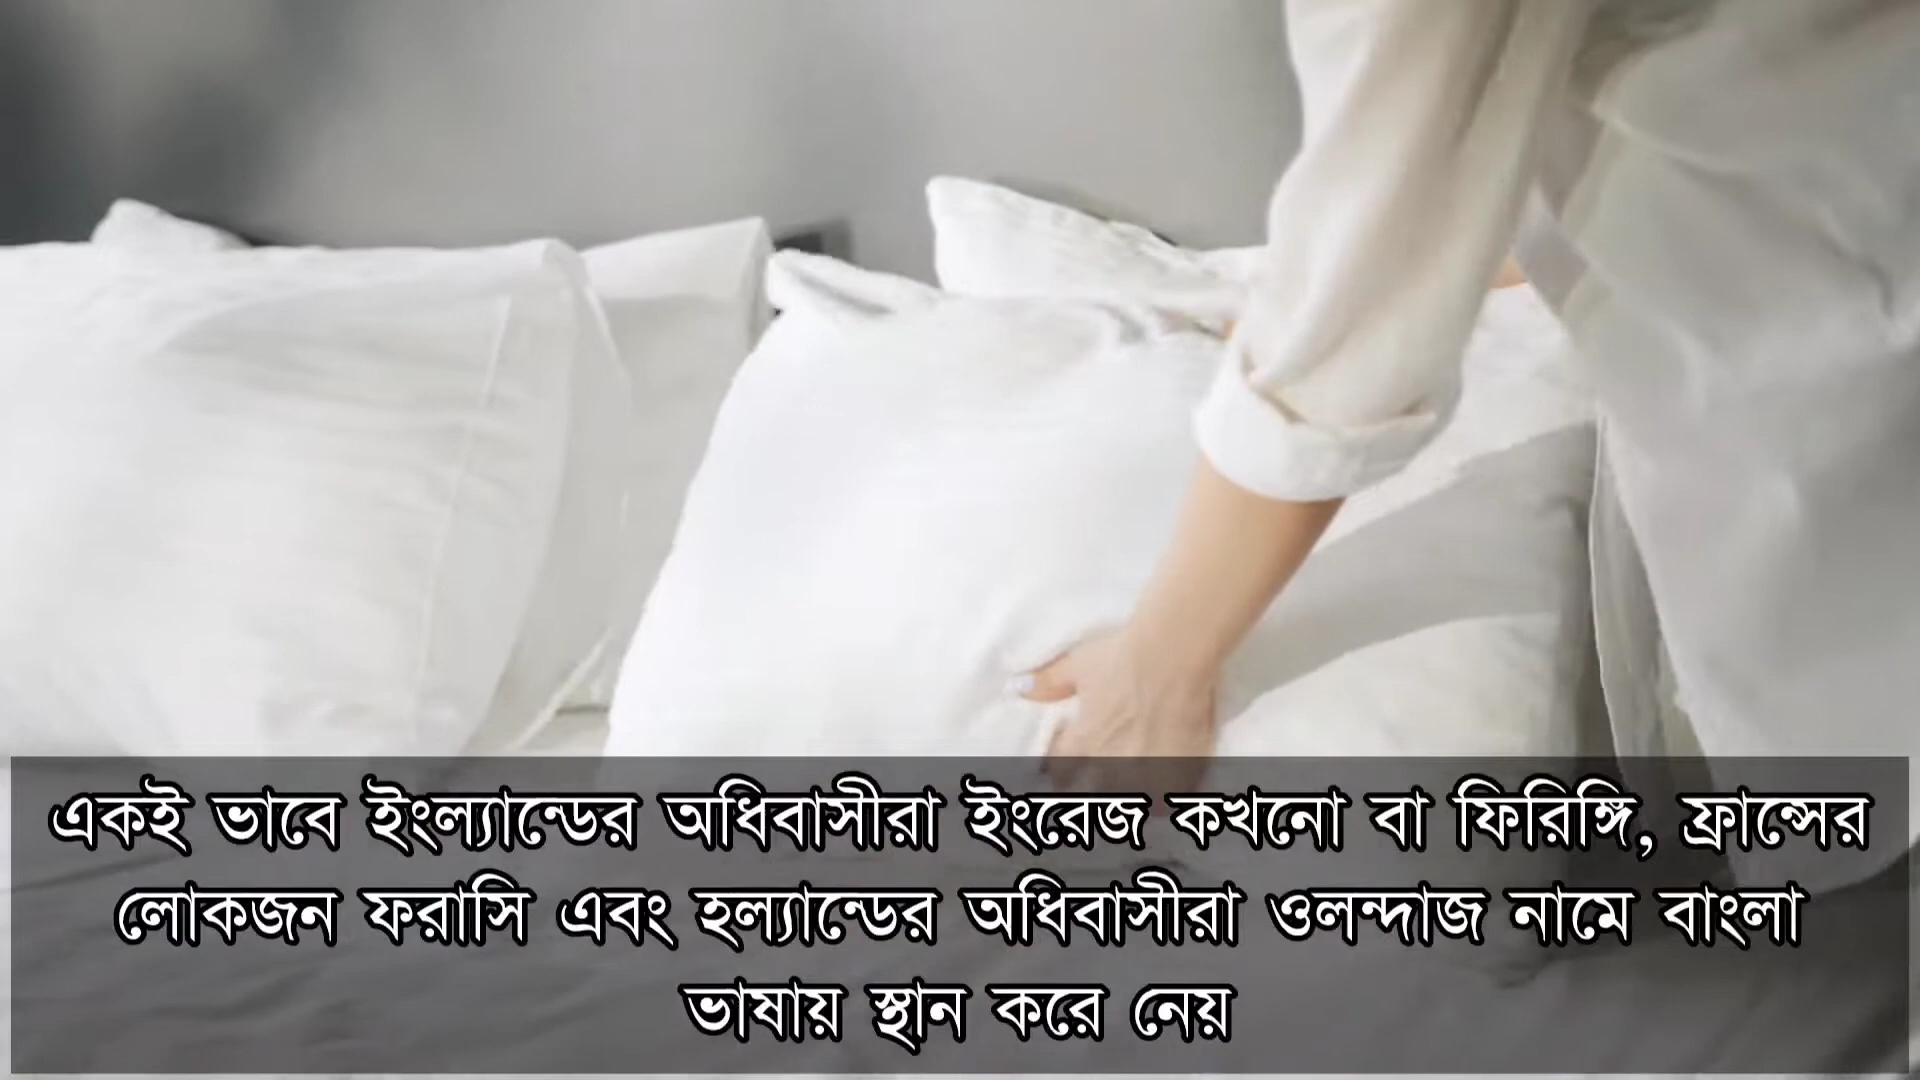 একই ভাবে ইংল্যান্ডের অধিবাসীরা ইংরেজ কখনো বা ফিরিঙ্গি, ফ্রান্সের
লোকজন ফরাসি এবং হল্যান্ডের অধিবাসীরা ওলন্দাজ নামে বাংলা
ভাষায় স্থান করে নেয়